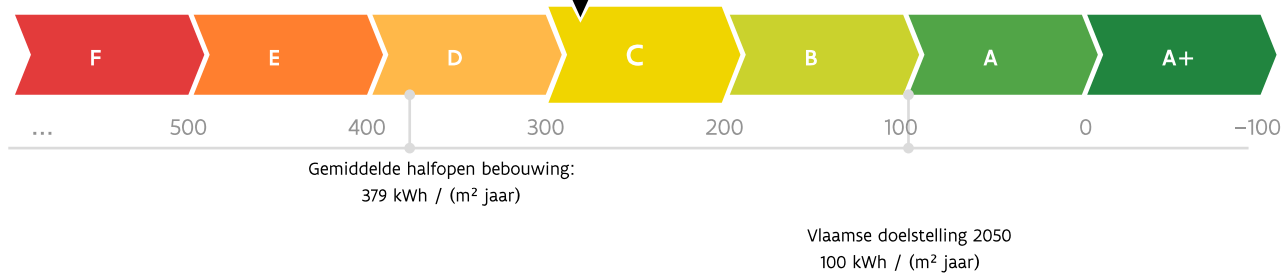 F E D C B A A+
... 500 400 300 200 100 0 −100
Gemiddelde halfopen bebouwing:
379 kWh / (m² jaar)
Vlaamse doelstelling 2050
100 kWh / (m² jaar)